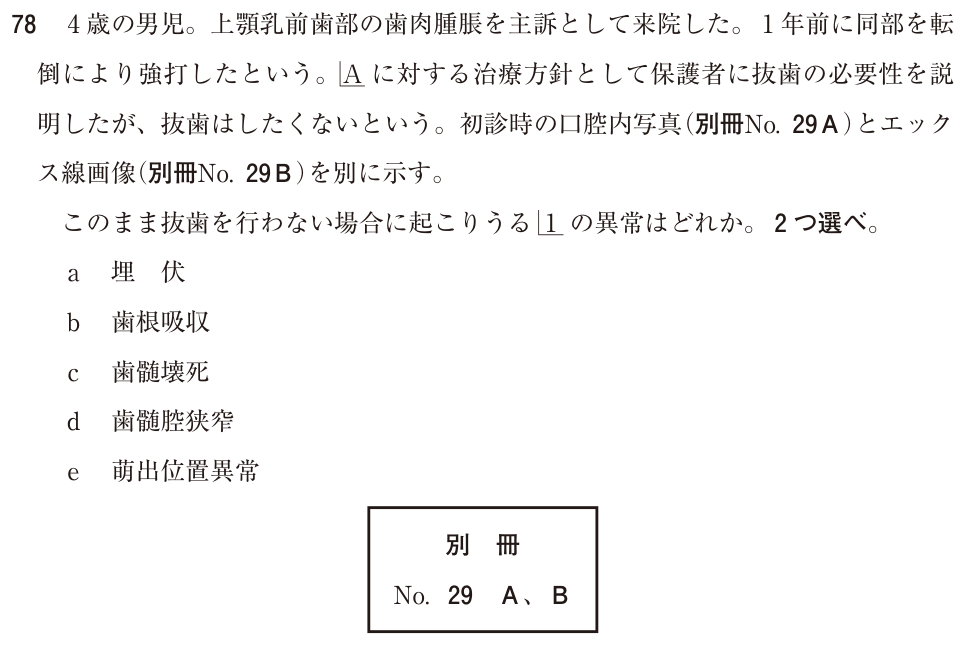 78 4歳の男児。上顎乳前歯部の歯肉腫脹を主訴として来院した。1年前に同部を転
倒により強打したという。|Aに対する治療方針として保護者に抜歯の必要性を説
明したが、抜歯はしたくないという。初診時の口腔内写真(別冊No. 29A)とエック
ス線画像(別冊No. 29B)を別に示す。
このまま抜歯を行わない場合に起こりうる|1の異常はどれか。2つ選べ。
a 埋 伏
b 歯根吸収
c 歯髄壊死
d 歯髄腔狭窄
e 萌出位置異常
別 冊
No. 29 A、B